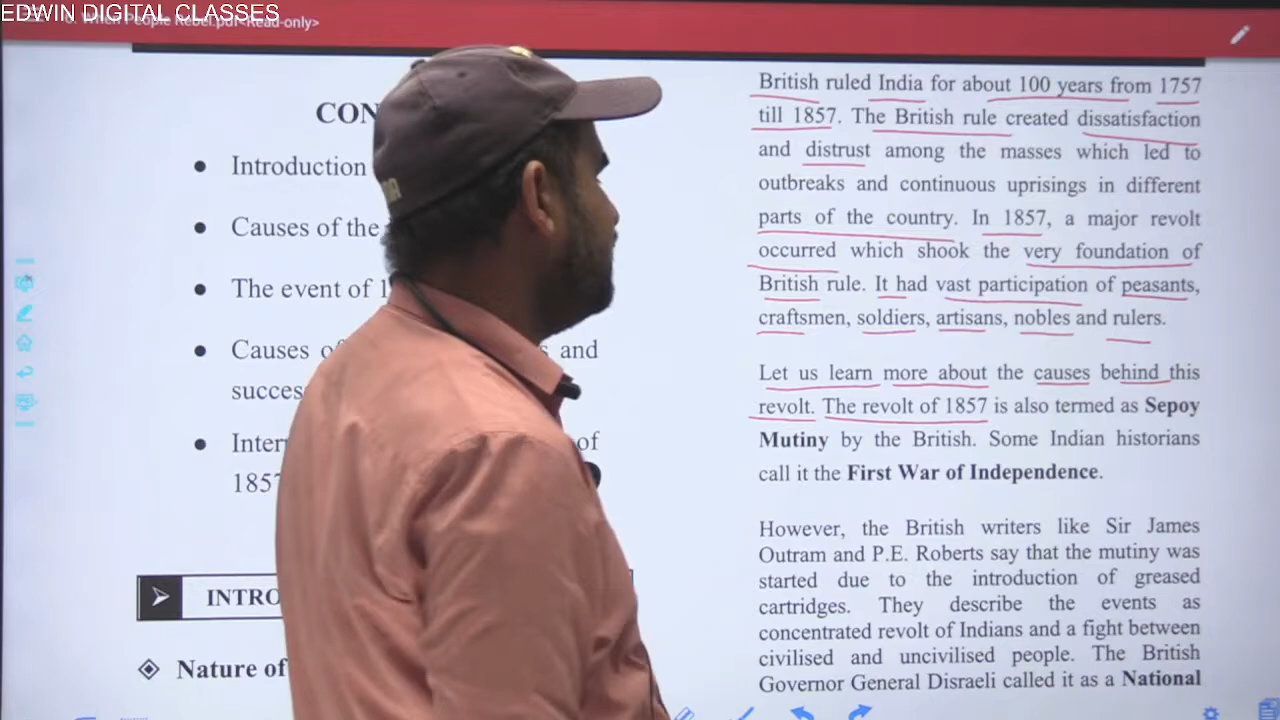 EDWIN DIGITAL CLASSES
When People Rebel.pdf<Read-only>
CON
Introduction
Causes of the
The event of 1
Causes of s and
succes
Inter of
1857
INTRO
Nature of
British ruled India for about 100 years from 1757
till 1857. The British rule created dissatisfaction
and distrust among the masses which led to
outbreaks and continuous uprisings in different
parts of the country. In 1857, a major revolt
occurred which shook the very foundation of
British rule. It had vast participation of peasants,
craftsmen, soldiers, artisans, nobles and rulers.
Let us learn more about the causes behind this
revolt. The revolt of 1857 is also termed as Sepoy
Mutiny by the British. Some Indian historians
call it the First War of Independence.
However, the British writers like Sir James
Outram and P.E. Roberts say that the mutiny was
started due to the introduction of greased
cartridges. They describe the events as
concentrated revolt of Indians and a fight between
civilised and uncivilised people. The British
Governor General Disraeli called it as a National